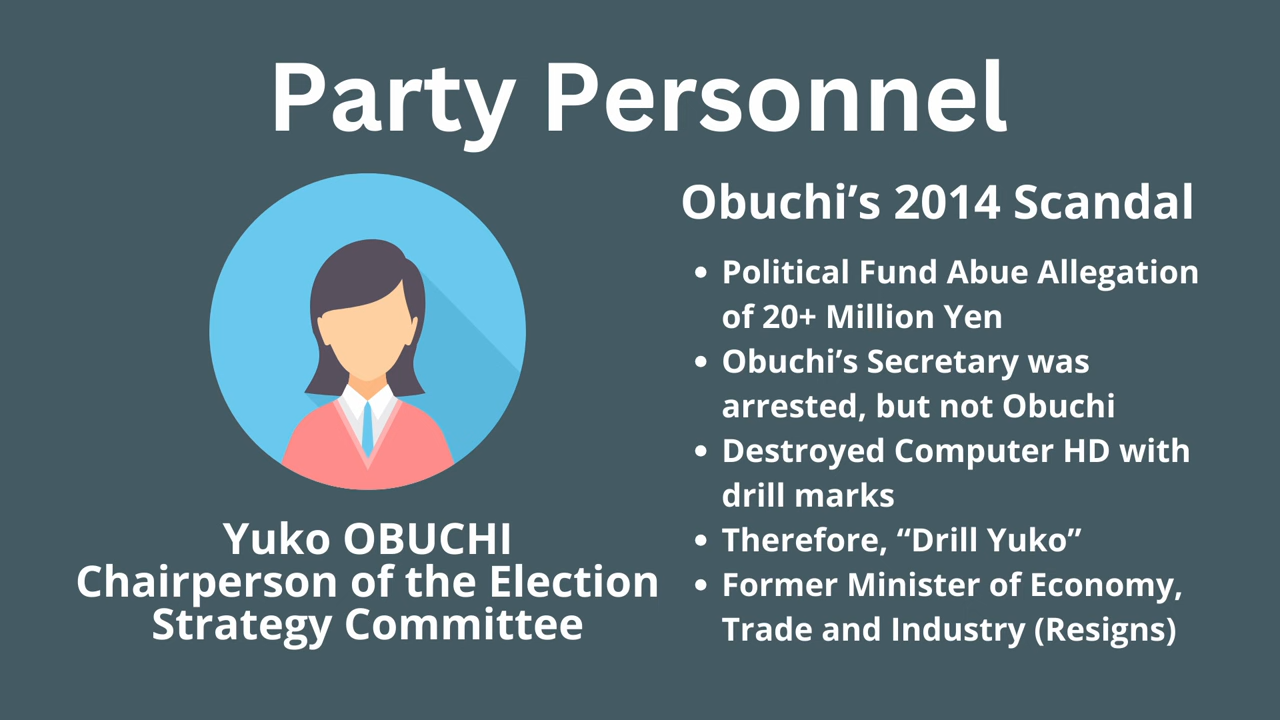 Party Personnel
Yuko OBUCHI
Chairperson of the Election
Strategy Committee
Obuchi’s 2014 Scandal
• Political Fund Abue Allegation
of 20+ Million Yen
• Obuchi’s Secretary was
arrested, but not Obuchi
• Destroyed Computer HD with
drill marks
• Therefore, “Drill Yuko”
• Former Minister of Economy,
Trade and Industry (Resigns)